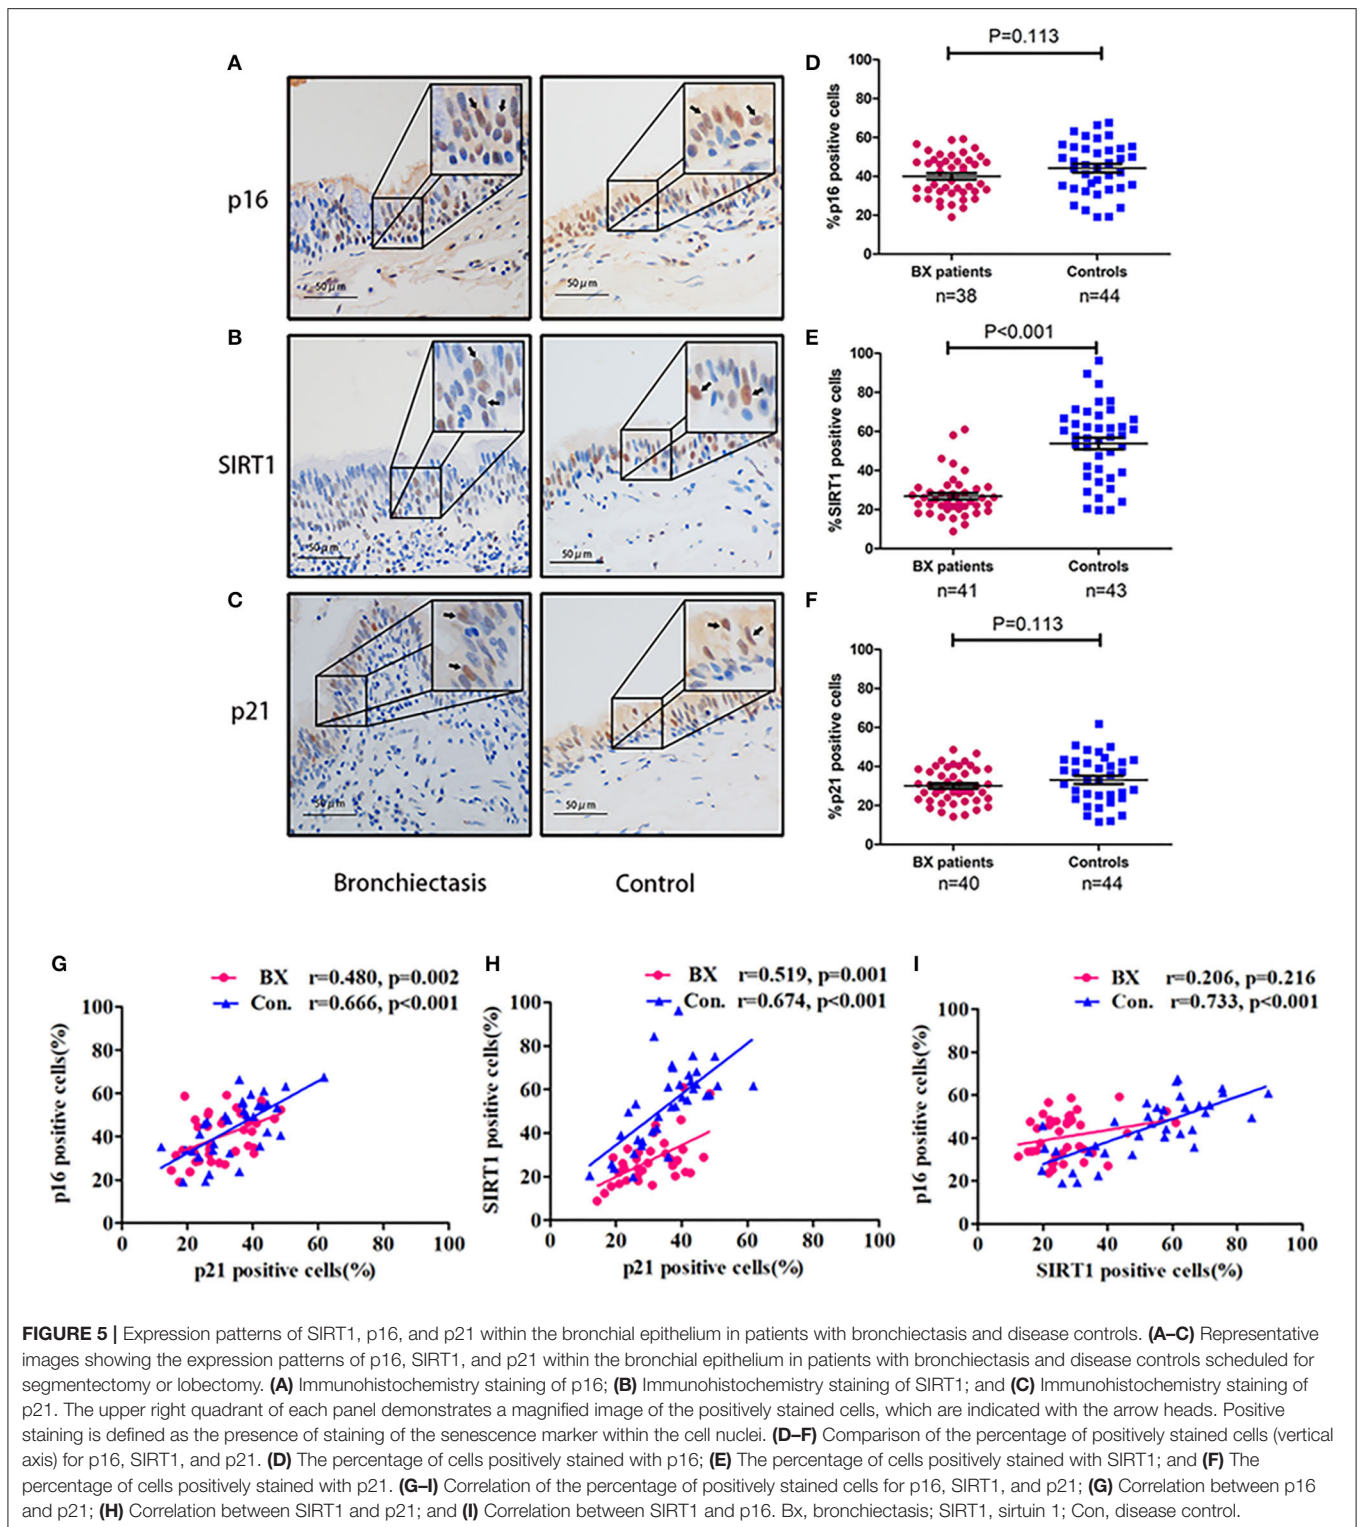 A
p16
50 μm
50 μm
B
SIRT1
50 μm
50 μm
C
p21
50 μm
50 μm
Bronchiectasis
Control
D
P=0.113
%p16 positive cells
100
80
60
40
20
0
BX patients
Controls
n=38
n=44
E
P<0.001
%SIRT1 positive cells
100
80
60
40
20
0
BX patients
Controls
n=41
n=43
F
P=0.113
%p21 positive cells
100
80
60
40
20
0
BX patients
Controls
n=40
n=44
G
BX r=0.480, p=0.002
Con. r=0.666, p<0.001
p16 positive cells(%)
100
80
60
40
20
0
0 20 40 60 80 100
p21 positive cells(%)
H
BX r=0.519, p=0.001
Con. r=0.674, p<0.001
SIRT1 positive cells(%)
100
80
60
40
20
0
0 20 40 60 80 100
p21 positive cells(%)
I
BX r=0.206, p=0.216
Con. r=0.733, p<0.001
p16 positive cells(%)
100
80
60
40
20
0
0 20 40 60 80 100
SIRT1 positive cells(%)
FIGURE 5 | Expression patterns of SIRT1, p16, and p21 within the bronchial epithelium in patients with bronchiectasis and disease controls. (A–C) Representative
images showing the expression patterns of p16, SIRT1, and p21 within the bronchial epithelium in patients with bronchiectasis and disease controls scheduled for
segmentectomy or lobectomy. (A) Immunohistochemistry staining of p16; (B) Immunohistochemistry staining of SIRT1; and (C) Immunohistochemistry staining of
p21. The upper right quadrant of each panel demonstrates a magnified image of the positively stained cells, which are indicated with the arrow heads. Positive
staining is defined as the presence of staining of the senescence marker within the cell nuclei. (D–F) Comparison of the percentage of positively stained cells (vertical
axis) for p16, SIRT1, and p21. (D) The percentage of cells positively stained with p16; (E) The percentage of cells positively stained with SIRT1; and (F) The
percentage of cells positively stained with p21. (G–I) Correlation of the percentage of positively stained cells for p16, SIRT1, and p21; (G) Correlation between p16
and p21; (H) Correlation between SIRT1 and p21; and (I) Correlation between SIRT1 and p16. Bx, bronchiectasis; SIRT1, sirtuin 1; Con, disease control.